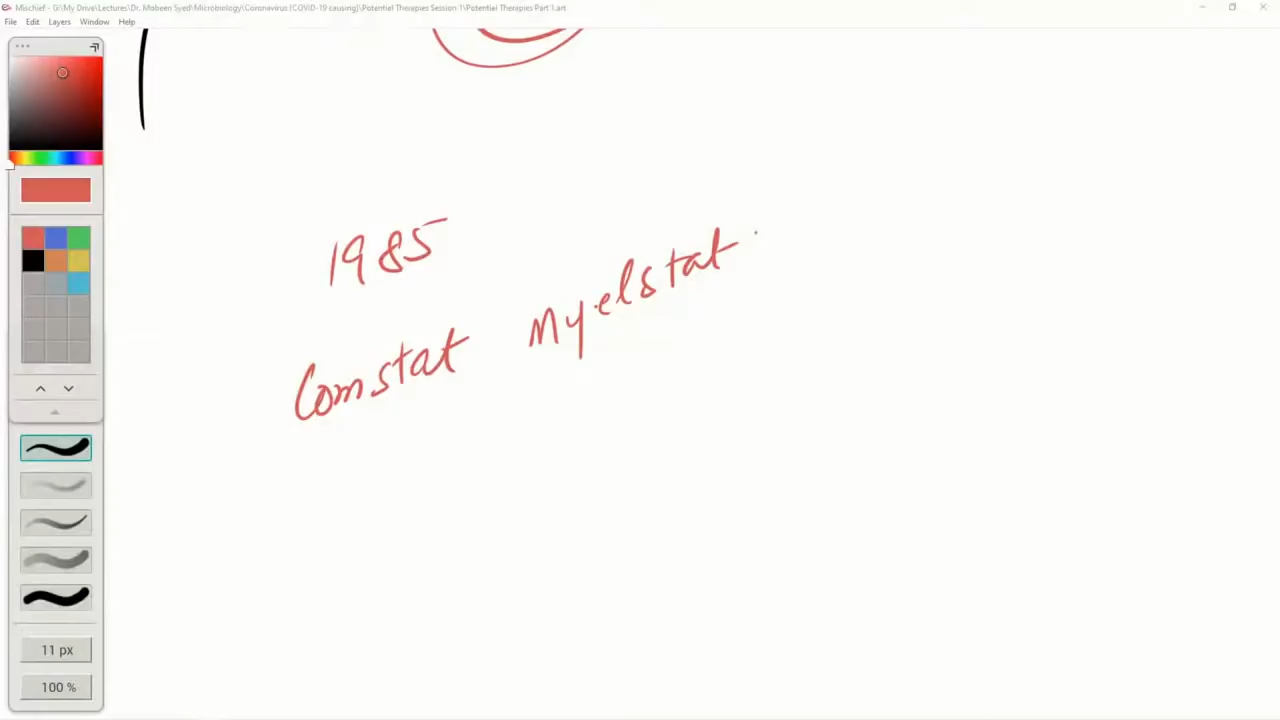 Mischief - G:\My Drive\Lectures\Dr. Mobeen Syed\Microbiology\Coronavirus (COVID-19 causing)\Potential Therapies Session 1\Potential Therapies Part 1.art
File Edit Layers Window Help
1985
Comstat Myelstat
11 px
100 %